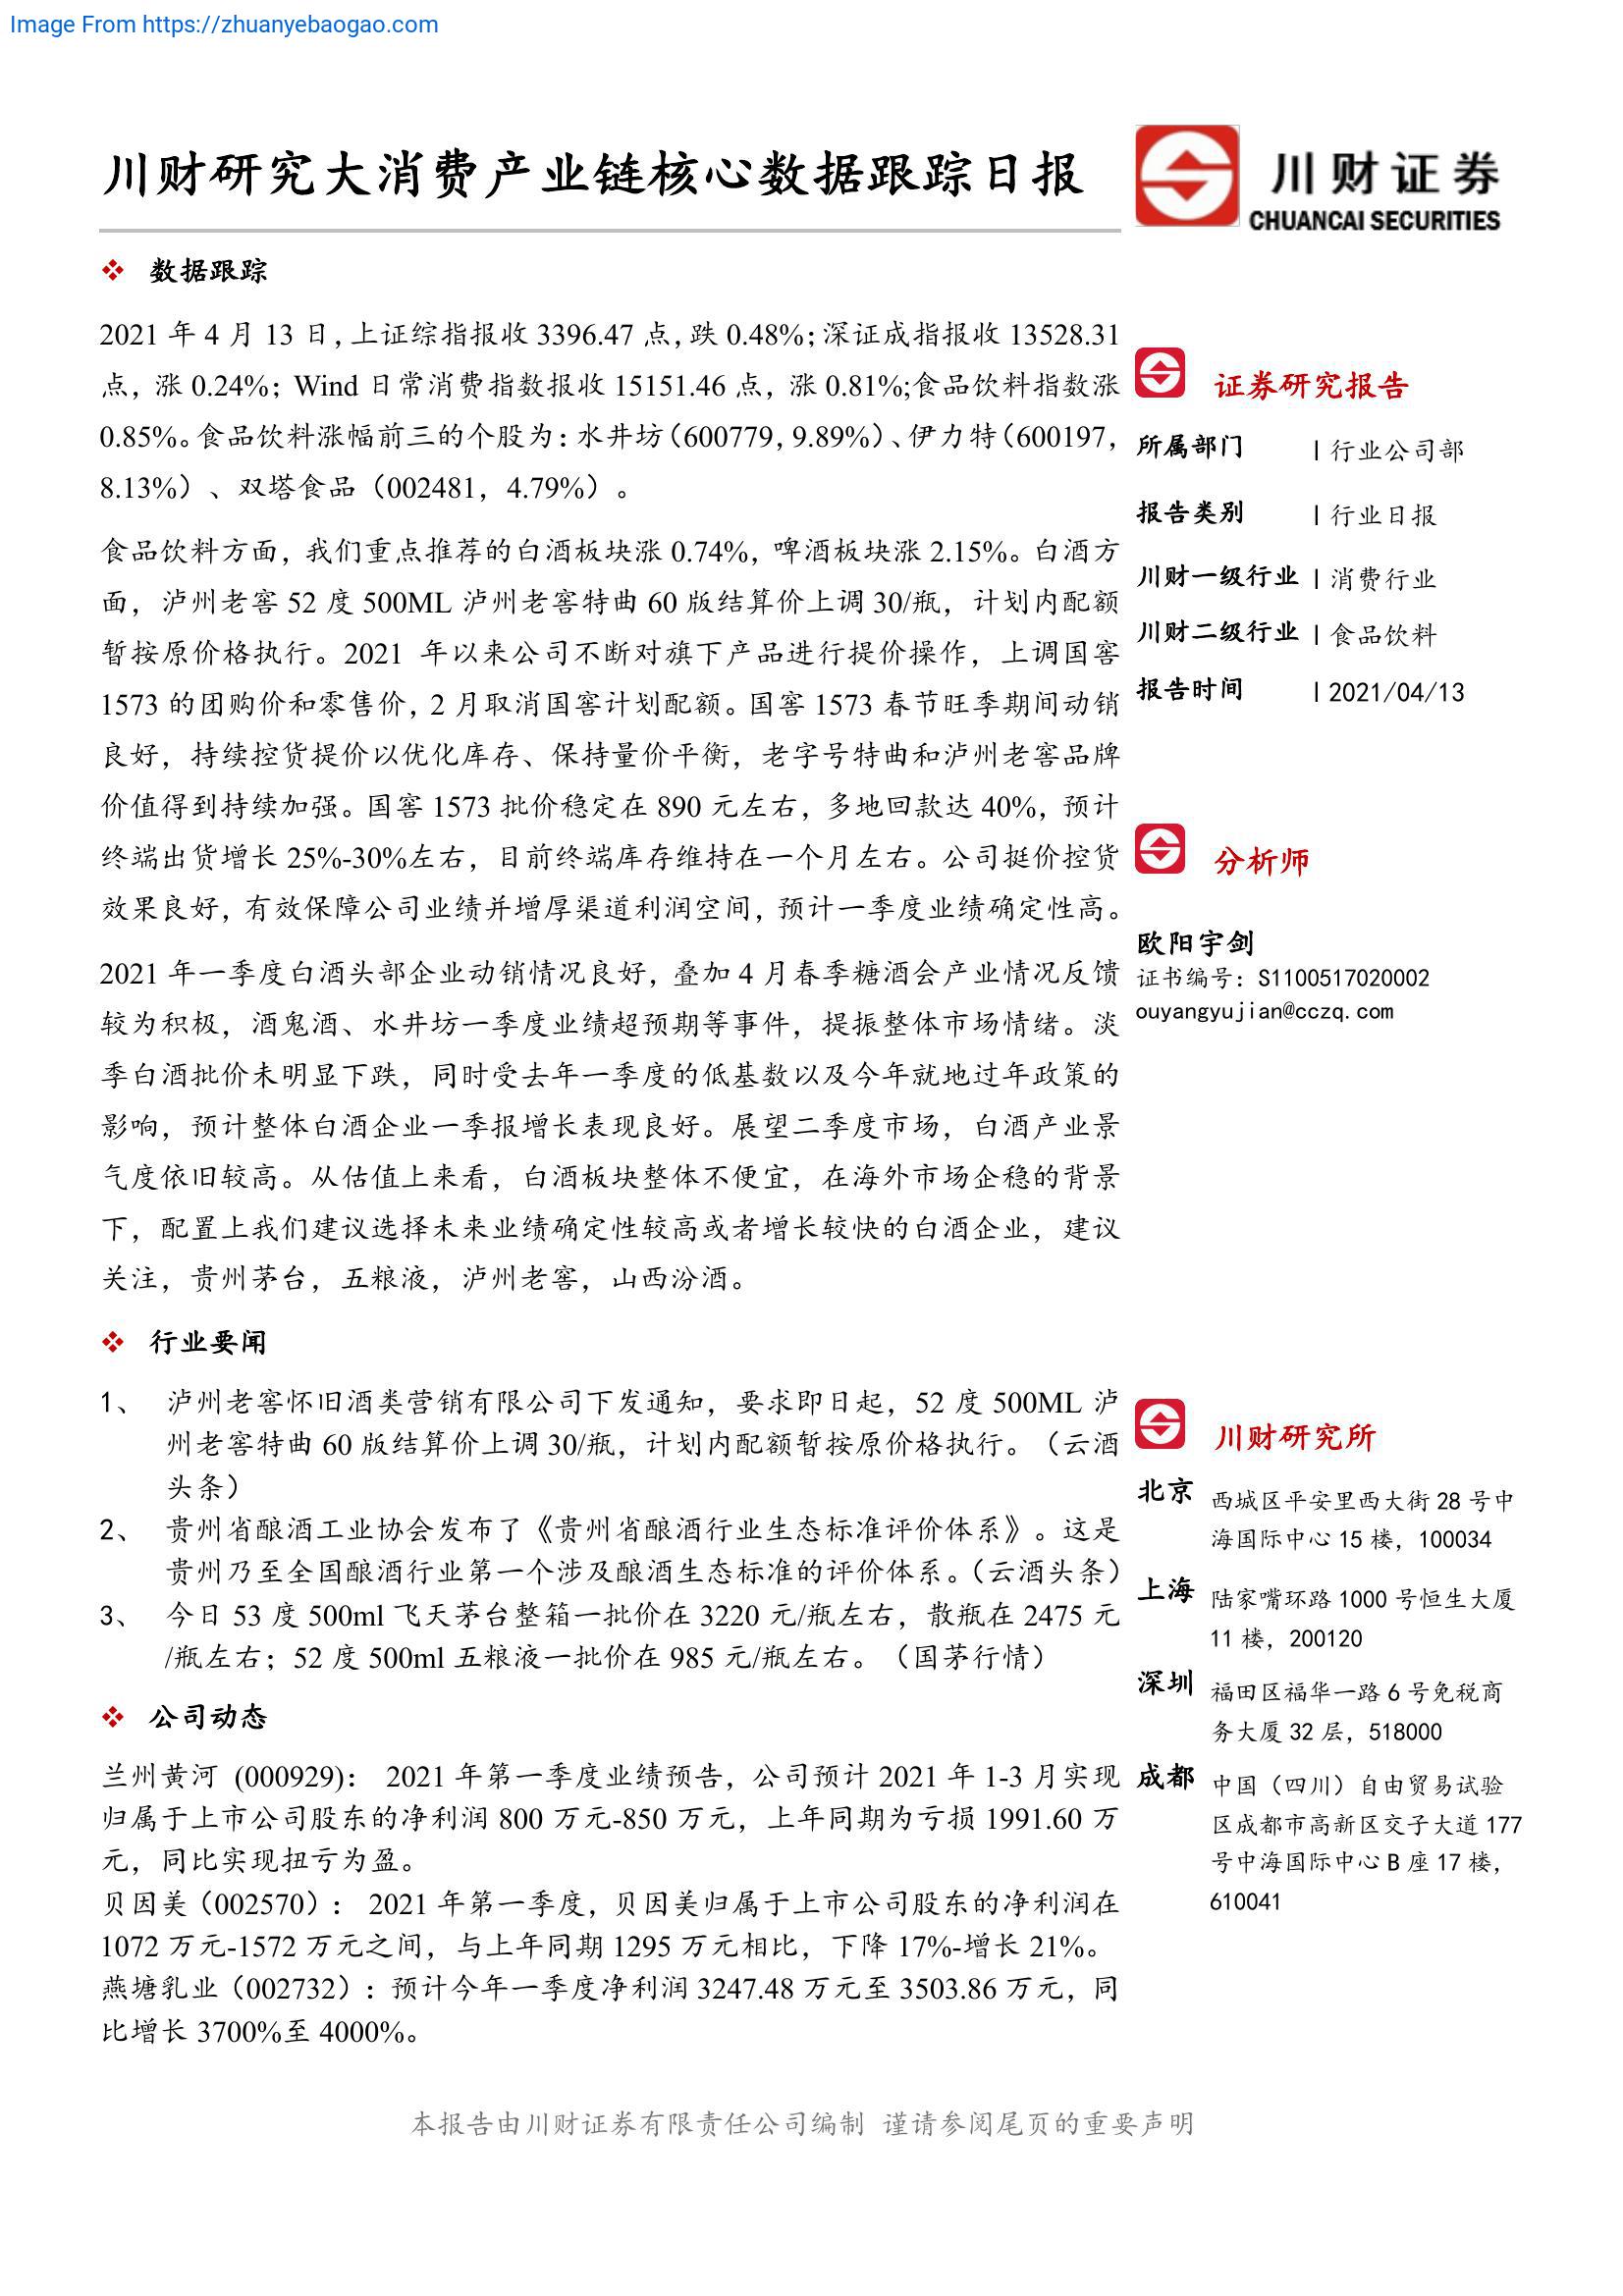 Image From https://zhuanyebaogao.com
川财研究大消费产业链核心数据跟踪日报
川财证券
CHUANCAI SECURITIES
数据跟踪
2021 年 4 月 13 日，上证综指报收 3396.47 点，跌 0.48%；深证成指报收 13528.31
点，涨 0.24%；Wind 日常消费指数报收 15151.46 点，涨 0.81%;食品饮料指数涨
0.85%。食品饮料涨幅前三的个股为：水井坊（600779，9.89%）、伊力特（600197，
8.13%）、双塔食品（002481，4.79%）。
食品饮料方面，我们重点推荐的白酒板块涨 0.74%，啤酒板块涨 2.15%。白酒方
面，泸州老窖 52 度 500ML 泸州老窖特曲 60 版结算价上调 30/瓶，计划内配额
暂按原价格执行。2021 年以来公司不断对旗下产品进行提价操作，上调国窖
1573 的团购价和零售价，2 月取消国窖计划配额。国窖 1573 春节旺季期间动销
良好，持续控货提价以优化库存、保持量价平衡，老字号特曲和泸州老窖品牌
价值得到持续加强。国窖 1573 批价稳定在 890 元左右，多地回款达 40%，预计
终端出货增长 25%-30%左右，目前终端库存维持在一个月左右。公司挺价控货
效果良好，有效保障公司业绩并增厚渠道利润空间，预计一季度业绩确定性高。
2021 年一季度白酒头部企业动销情况良好，叠加 4 月春季糖酒会产业情况反馈
较为积极，酒鬼酒、水井坊一季度业绩超预期等事件，提振整体市场情绪。淡
季白酒批价未明显下跌，同时受去年一季度的低基数以及今年就地过年政策的
影响，预计整体白酒企业一季报增长表现良好。展望二季度市场，白酒产业景
气度依旧较高。从估值上来看，白酒板块整体不便宜，在海外市场企稳的背景
下，配置上我们建议选择未来业绩确定性较高或者增长较快的白酒企业，建议
关注，贵州茅台，五粮液，泸州老窖，山西汾酒。
行业要闻
1、 泸州老窖怀旧酒类营销有限公司下发通知，要求即日起，52 度 500ML 泸
州老窖特曲 60 版结算价上调 30/瓶，计划内配额暂按原价格执行。（云酒
头条）
2、 贵州省酿酒工业协会发布了《贵州省酿酒行业生态标准评价体系》。这是
贵州乃至全国酿酒行业第一个涉及酿酒生态标准的评价体系。（云酒头条）
3、 今日 53 度 500ml 飞天茅台整箱一批价在 3220 元/瓶左右，散瓶在 2475 元
/瓶左右；52 度 500ml 五粮液一批价在 985 元/瓶左右。（国茅行情）
公司动态
兰州黄河 (000929)： 2021 年第一季度业绩预告，公司预计 2021 年 1-3 月实现
归属于上市公司股东的净利润 800 万元-850 万元，上年同期为亏损 1991.60 万
元，同比实现扭亏为盈。
贝因美（002570）： 2021 年第一季度，贝因美归属于上市公司股东的净利润在
1072 万元-1572 万元之间，与上年同期 1295 万元相比，下降 17%-增长 21%。
燕塘乳业（002732）：预计今年一季度净利润 3247.48 万元至 3503.86 万元，同
比增长 3700%至 4000%。
证券研究报告
所属部门 | 行业公司部
报告类别 | 行业日报
川财一级行业 | 消费行业
川财二级行业 | 食品饮料
报告时间 | 2021/04/13
分析师
欧阳宇剑
证书编号：S1100517020002
ouyangyujian@cczq.com
川财研究所
北京 西城区平安里西大街 28 号中
海国际中心 15 楼，100034
上海 陆家嘴环路 1000 号恒生大厦
11 楼，200120
深圳 福田区福华一路 6 号免税商
务大厦 32 层，518000
成都 中国（四川）自由贸易试验
区成都市高新区交子大道 177
号中海国际中心 B 座 17 楼，
610041
本报告由川财证券有限责任公司编制 谨请参阅尾页的重要声明